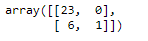 array([[23,  0],
       [ 6,  1]])